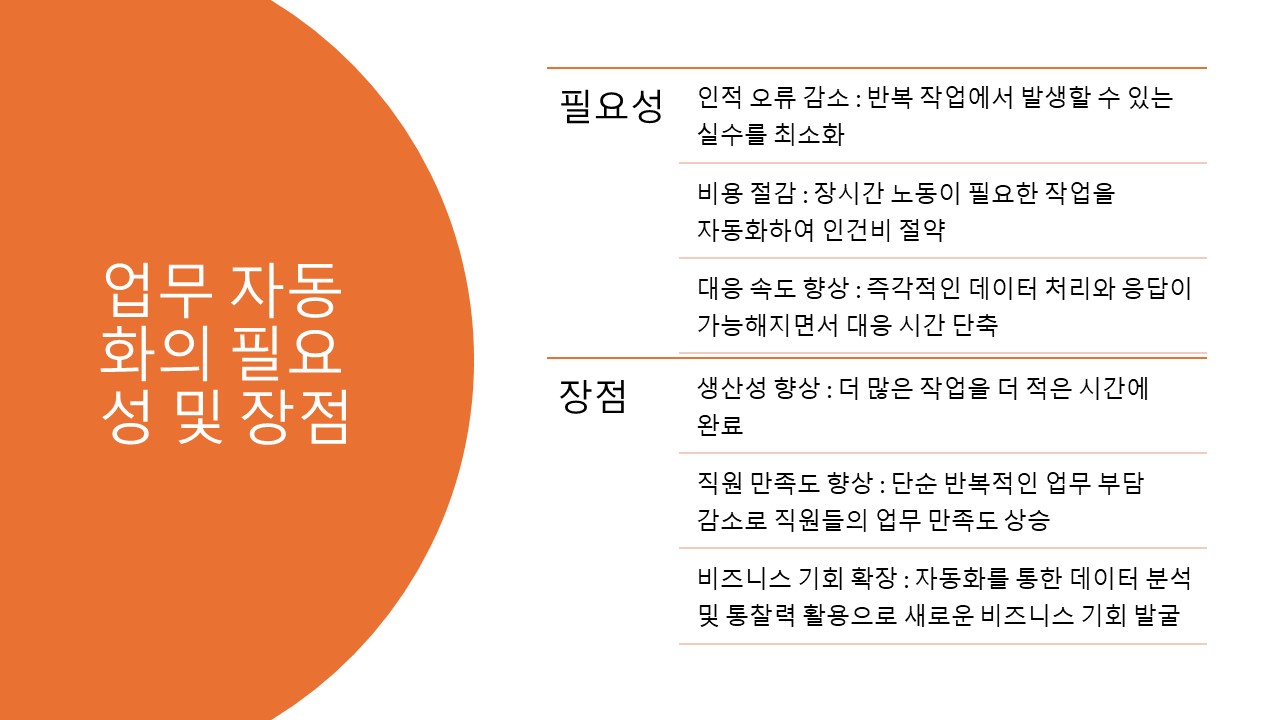 업무 자동
화의 필요
성 및 장점
필요성
인적 오류 감소 : 반복 작업에서 발생할 수 있는
실수를 최소화
비용 절감 : 장시간 노동이 필요한 작업을
자동화하여 인건비 절약
대응 속도 향상 : 즉각적인 데이터 처리와 응답이
가능해지면서 대응 시간 단축
장점
생산성 향상 : 더 많은 작업을 더 적은 시간에
완료
직원 만족도 향상 : 단순 반복적인 업무 부담
감소로 직원들의 업무 만족도 상승
비즈니스 기회 확장 : 자동화를 통한 데이터 분석
및 통찰력 활용으로 새로운 비즈니스 기회 발굴